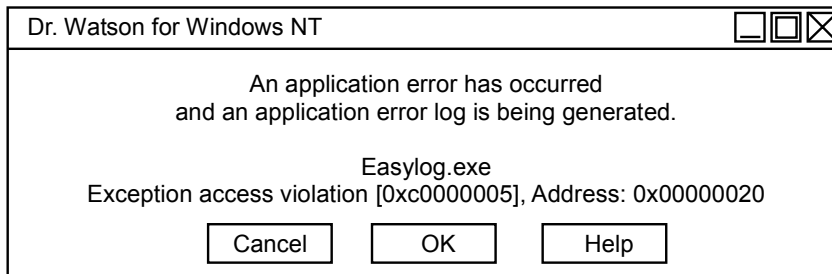 Dr. Watson for Windows NT
An application error has occurred
and an application error log is being generated.
Easylog.exe
Exception access violation [0xc0000005], Address: 0x00000020
Cancel OK Help